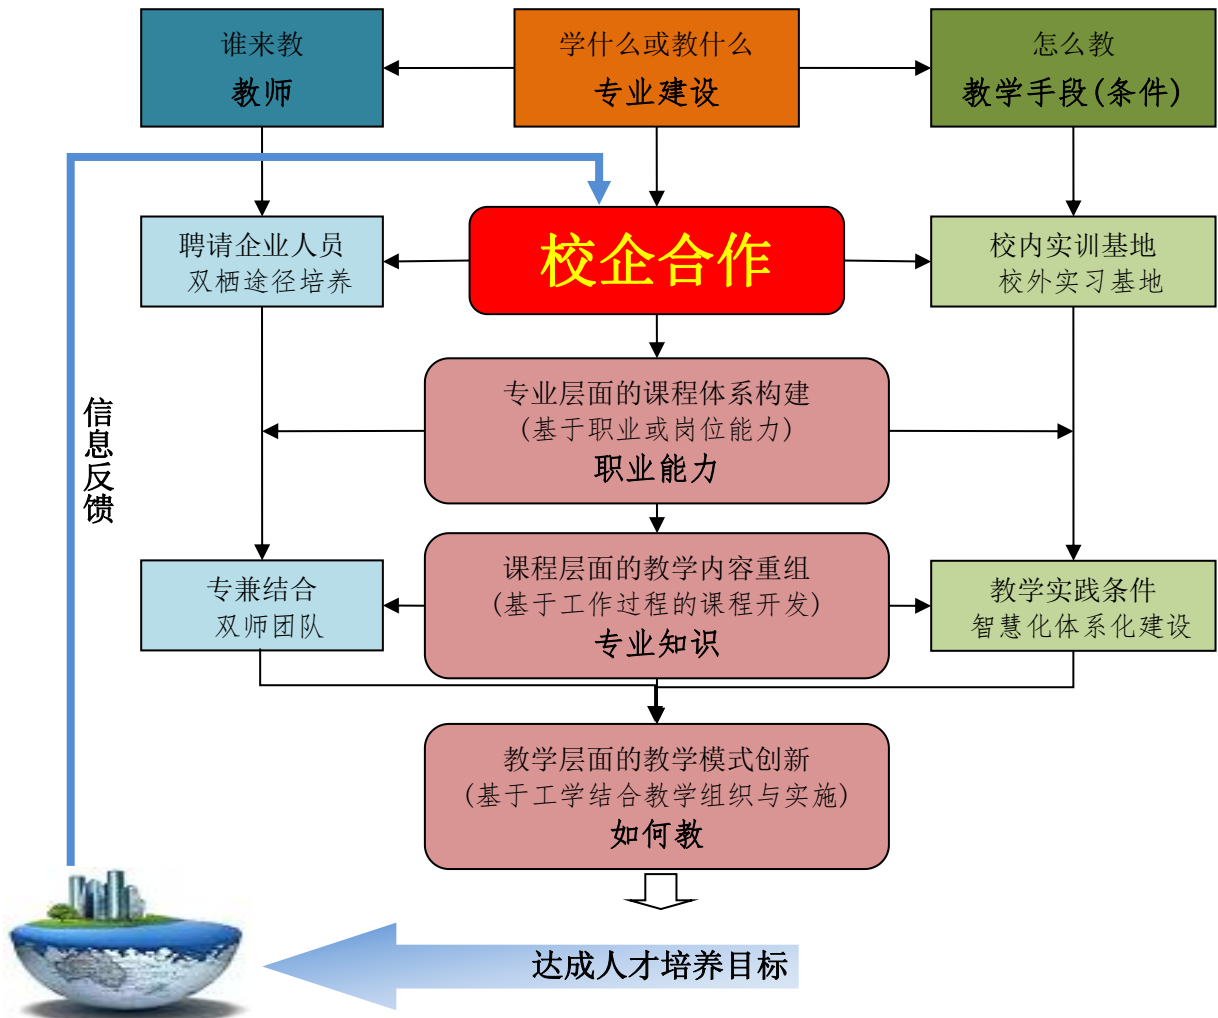 谁来教
教师
学什么或教什么
专业建设
怎么教
教学手段(条件)
聘请企业人员
双栖途径培养
校企合作
校内实训基地
校外实习基地
专业层面的课程体系构建
(基于职业或岗位能力)
职业能力
信息反馈
专兼结合
双师团队
课程层面的教学内容重组
(基于工作过程的课程开发)
专业知识
教学实践条件
智慧化体系化建设
教学层面的教学模式创新
(基于工学结合教学组织与实施)
如何教
达成人才培养目标